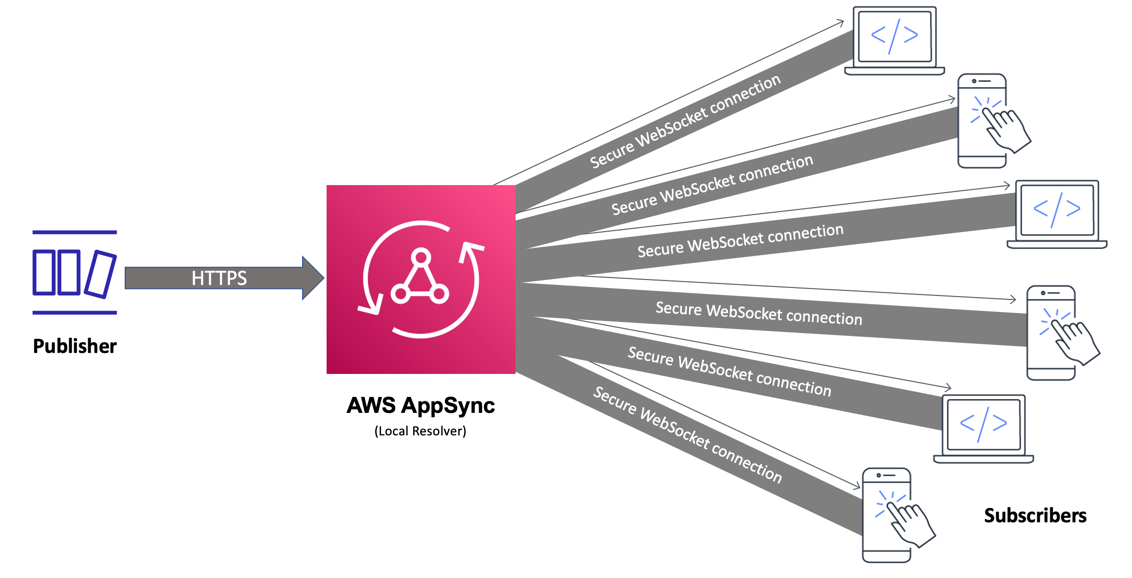 Secure WebSocket connection
Secure WebSocket connection
Secure WebSocket connection
HTTPS
Secure WebSocket connection
Publisher
Secure WebSocket connection
AWS AppSync
(Local Resolver)
Secure WebSocket connection
Subscribers